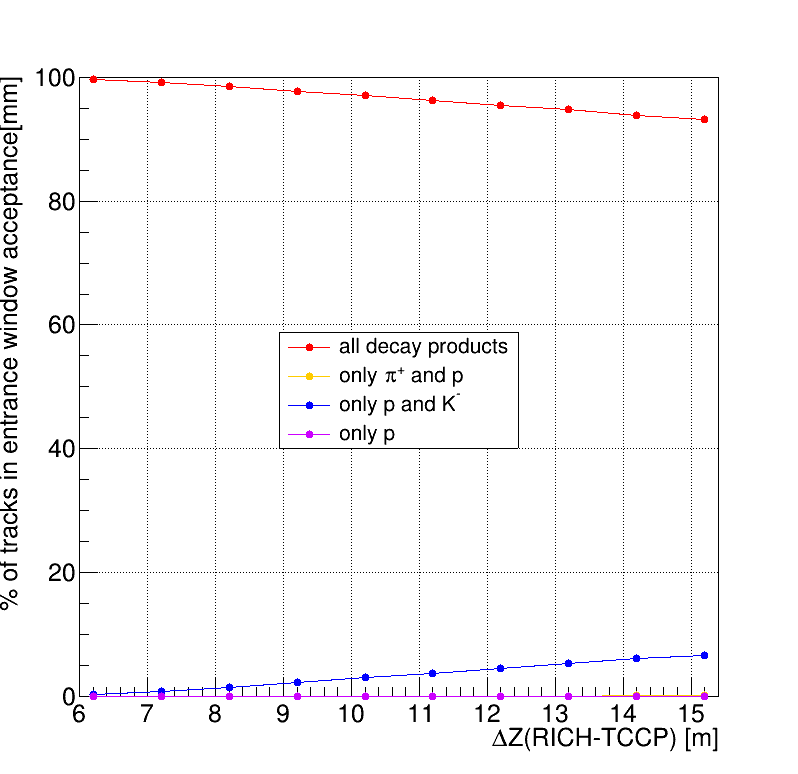 % of tracks in entrance window acceptance[mm]
100
80
60
40
20
0
all decay products
only π⁺ and p
only p and K⁻
only p
6 7 8 9 10 11 12 13 14 15
ΔZ(RICH-TCCP) [m]